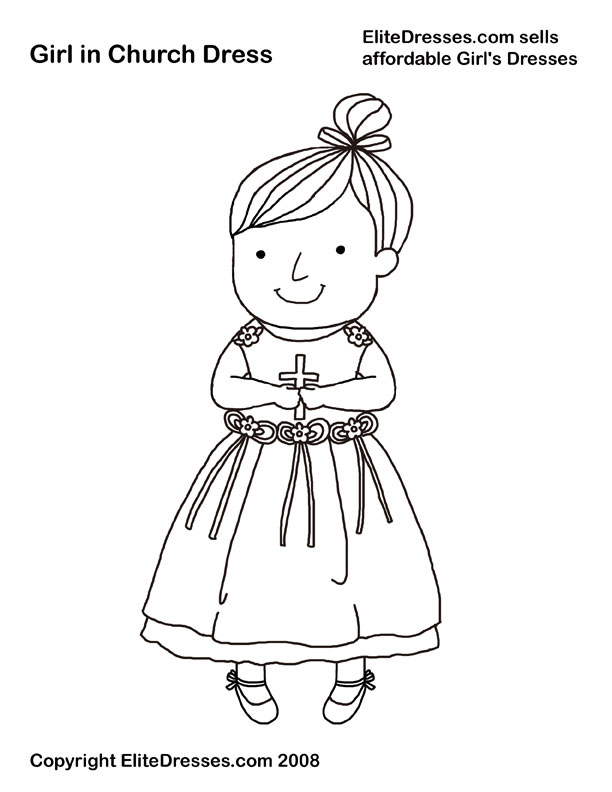 Girl in Church Dress
EliteDresses.com sells
affordable Girl's Dresses
Copyright EliteDresses.com 2008